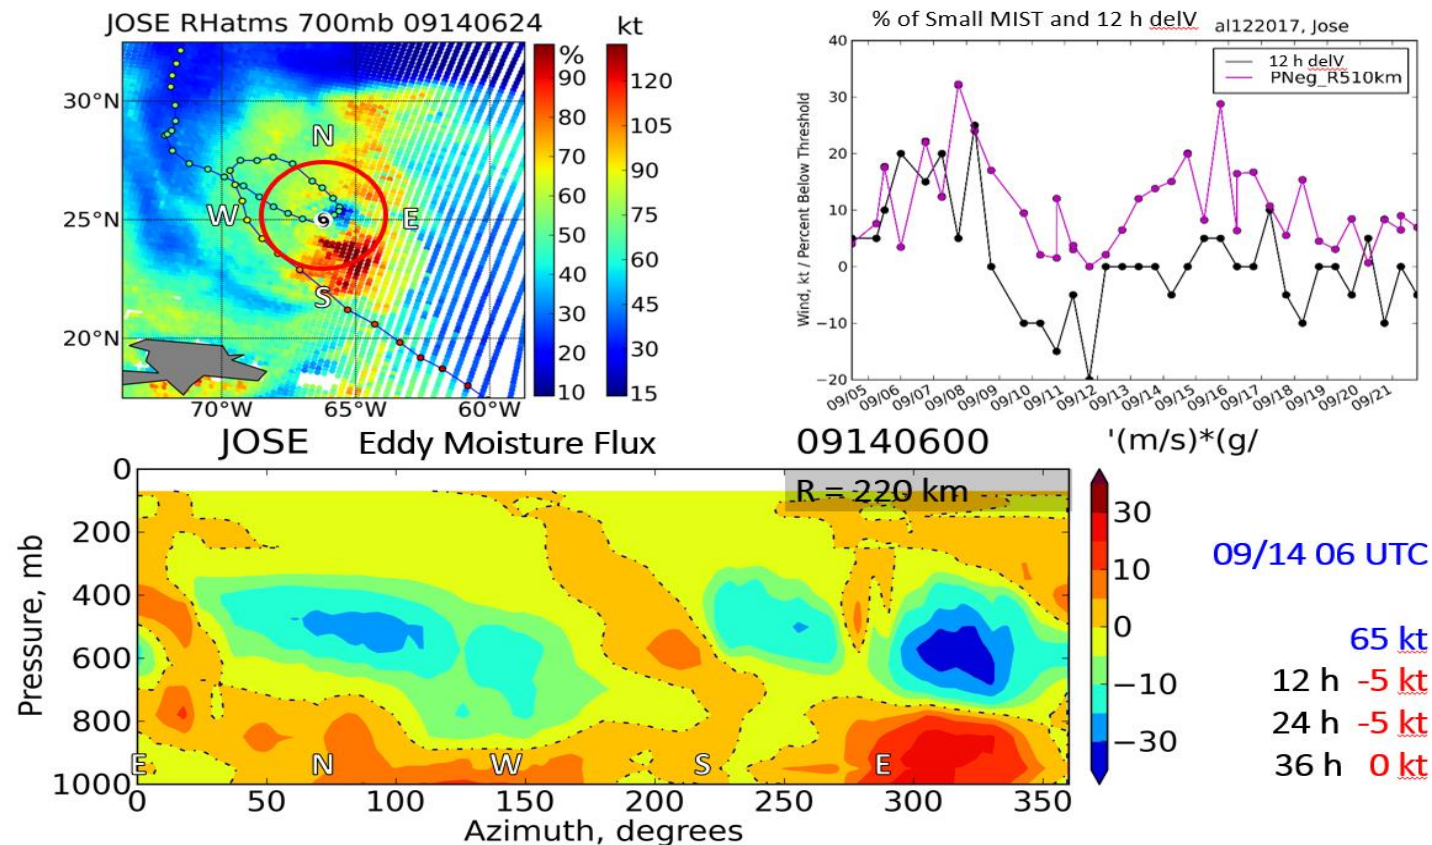 JOSE RHatms 700mb 09140624
kt
%
90
80
70
60
50
40
30
20
10
120
105
90
75
60
45
30
15
30°N
25°N
20°N
N
W
E
S
70°W
65°W
60°W
% of Small MIST and 12 h delV
al122017, Jose
12 h delV
PNeg_R510km
Wind, kt / Percent Below Threshold
40
30
20
10
0
−10
−20
09/05
09/06
09/07
09/08
09/09
09/10
09/11
09/12
09/13
09/14
09/15
09/16
09/17
09/18
09/19
09/20
09/21
JOSE Eddy Moisture Flux 09140600
'(m/s)*(g/
R = 220 km
Pressure, mb
0
200
400
600
800
1000
E
N
W
S
E
0
50
100
150
200
250
300
350
Azimuth, degrees
30
10
0
−10
−30
09/14 06 UTC
65 kt
12 h -5 kt
24 h -5 kt
36 h 0 kt